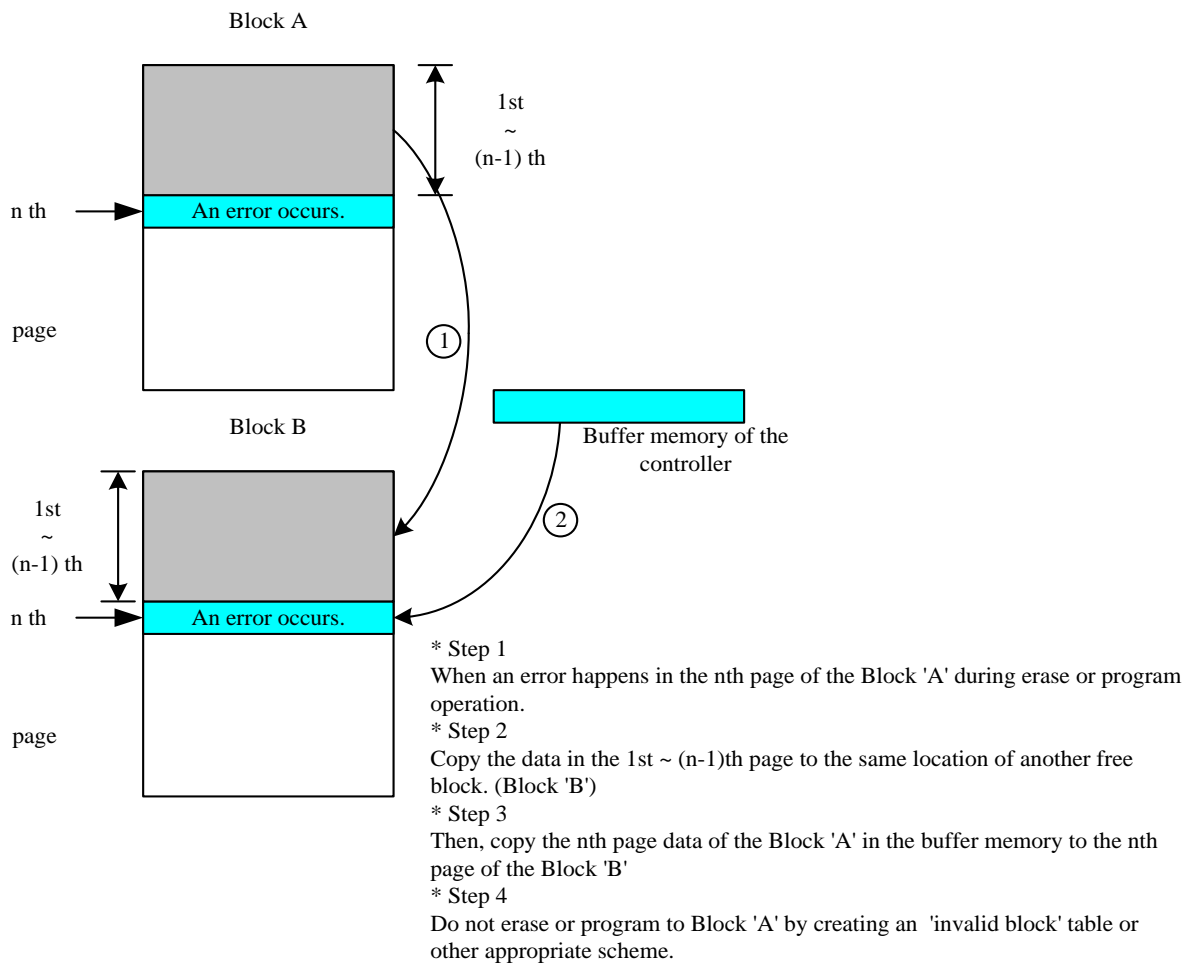 Block A
1st
~
(n-1) th
n th
An error occurs.
page
1
Block B
Buffer memory of the
controller
1st
~
(n-1) th
2
n th
An error occurs.
page
* Step 1
When an error happens in the nth page of the Block 'A' during erase or program
operation.
* Step 2
Copy the data in the 1st ~ (n-1)th page to the same location of another free
block. (Block 'B')
* Step 3
Then, copy the nth page data of the Block 'A' in the buffer memory to the nth
page of the Block 'B'
* Step 4
Do not erase or program to Block 'A' by creating an 'invalid block' table or
other appropriate scheme.